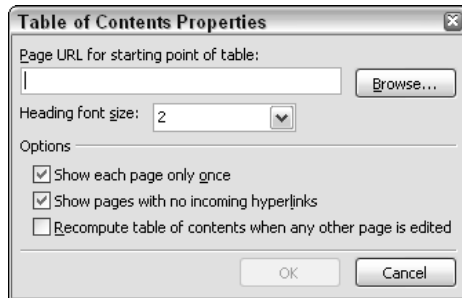 Table of Contents Properties
Page URL for starting point of table:
Browse...
Heading font size: 2
Options
Show each page only once
Show pages with no incoming hyperlinks
Recompute table of contents when any other page is edited
OK Cancel